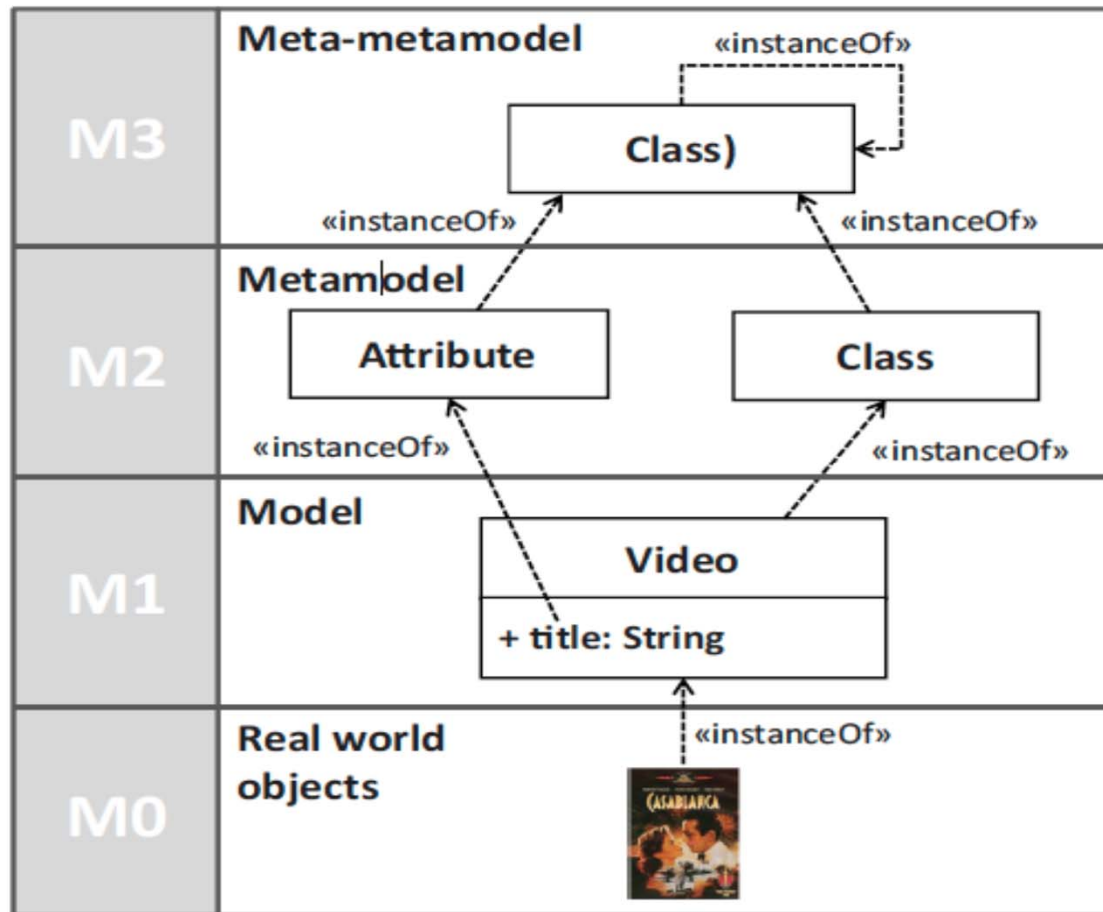 Meta-metamodel
«instanceOf»
M3
Class)
«instanceOf»
«instanceOf»
Metamodel
M2
Attribute
Class
«instanceOf»
«instanceOf»
Model
M1
Video
+ title: String
Real world
objects
«instanceOf»
M0
CASABLANCA